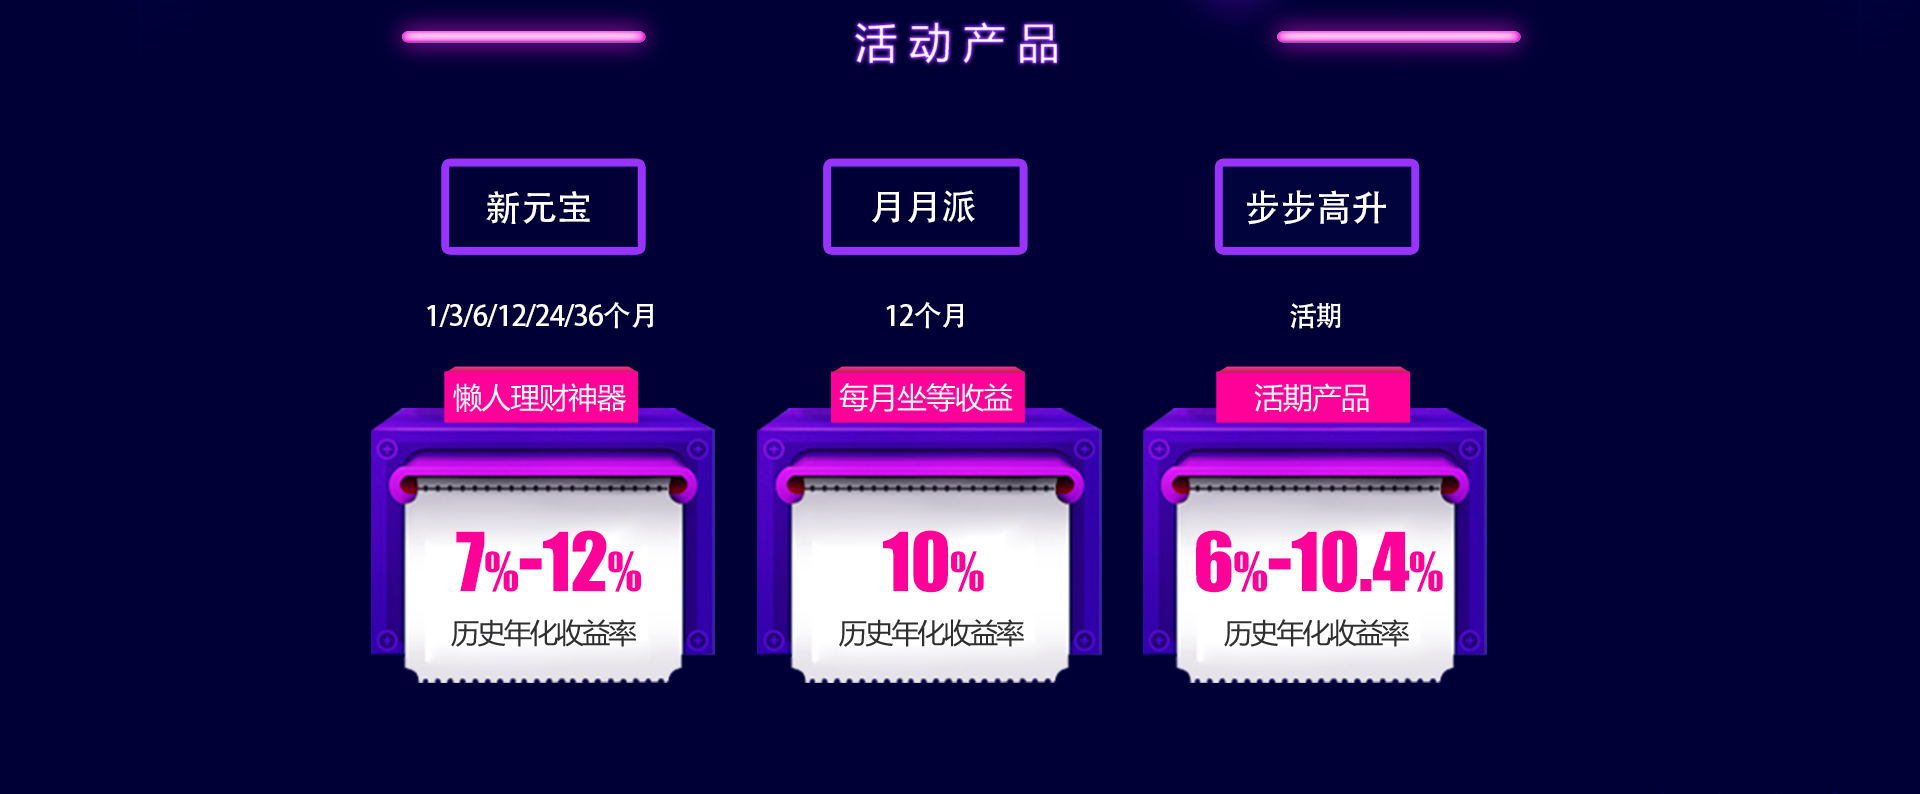 活动产品
新元宝
月月派
步步高升
1/3/6/12/24/36个月
12个月
活期
懒人理财神器
每月坐等收益
活期产品
7%-12%
10%
6%-10.4%
历史年化收益率
历史年化收益率
历史年化收益率